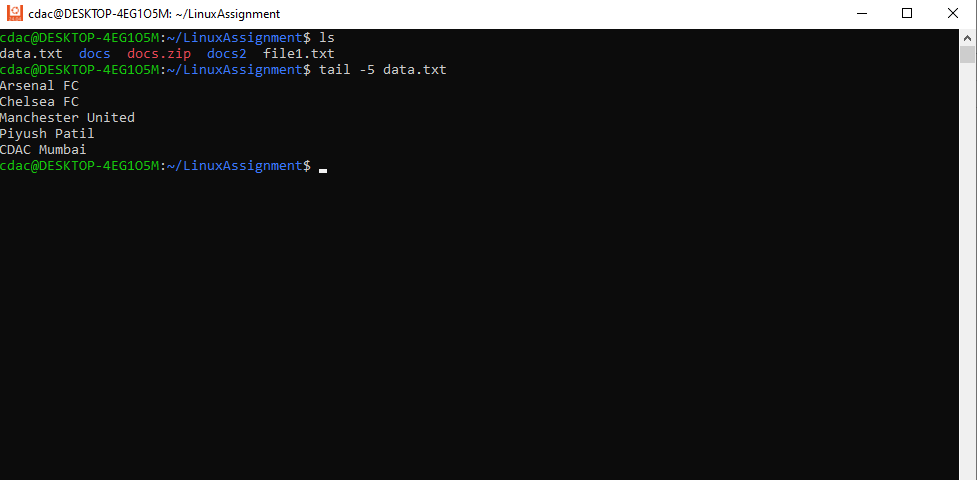 cdac@DESKTOP-4EG1O5M: ~/LinuxAssignment
cdac@DESKTOP-4EG1O5M:~/LinuxAssignment$ ls
data.txt  docs  docs.zip  docs2  file1.txt
cdac@DESKTOP-4EG1O5M:~/LinuxAssignment$ tail -5 data.txt
Arsenal FC
Chelsea FC
Manchester United
Piyush Patil
CDAC Mumbai
cdac@DESKTOP-4EG1O5M:~/LinuxAssignment$